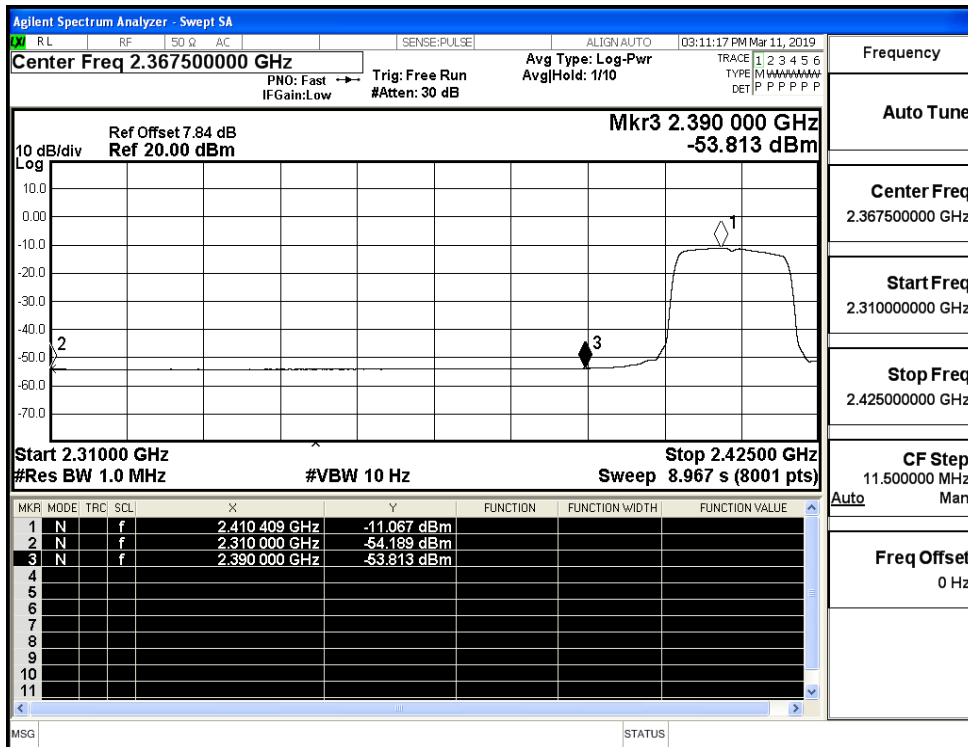 Agilent Spectrum Analyzer - Swept SA
LXI RL RF 50 Ω AC SENSE:PULSE ALIGN AUTO 03:11:17 PM Mar 11, 2019
Center Freq 2.367500000 GHz
PNO: Fast
IFGain:Low
Trig: Free Run
#Atten: 30 dB
Avg Type: Log-Pwr
Avg|Hold: 1/10
TRACE 1 2 3 4 5 6
TYPE M
DET P P P P P P
Ref Offset 7.84 dB
10 dB/div Ref 20.00 dBm
Log
Mkr3 2.390 000 GHz
-53.813 dBm
10.0
0.00
-10.0
-20.0
-30.0
-40.0
-50.0
-60.0
-70.0
1
2
3
Start 2.31000 GHz Stop 2.42500 GHz
#Res BW 1.0 MHz #VBW 10 Hz Sweep 8.967 s (8001 pts)
MKR MODE TRC SCL X Y FUNCTION FUNCTION WIDTH FUNCTION VALUE
1 N f 2.410 409 GHz -11.067 dBm
2 N f 2.310 000 GHz -54.189 dBm
3 N f 2.390 000 GHz -53.813 dBm
4
5
6
7
8
9
10
11
MSG STATUS
Frequency
Auto Tune
Center Freq
2.367500000 GHz
Start Freq
2.310000000 GHz
Stop Freq
2.425000000 GHz
CF Step
11.500000 MHz
Auto Man
Freq Offset
0 Hz